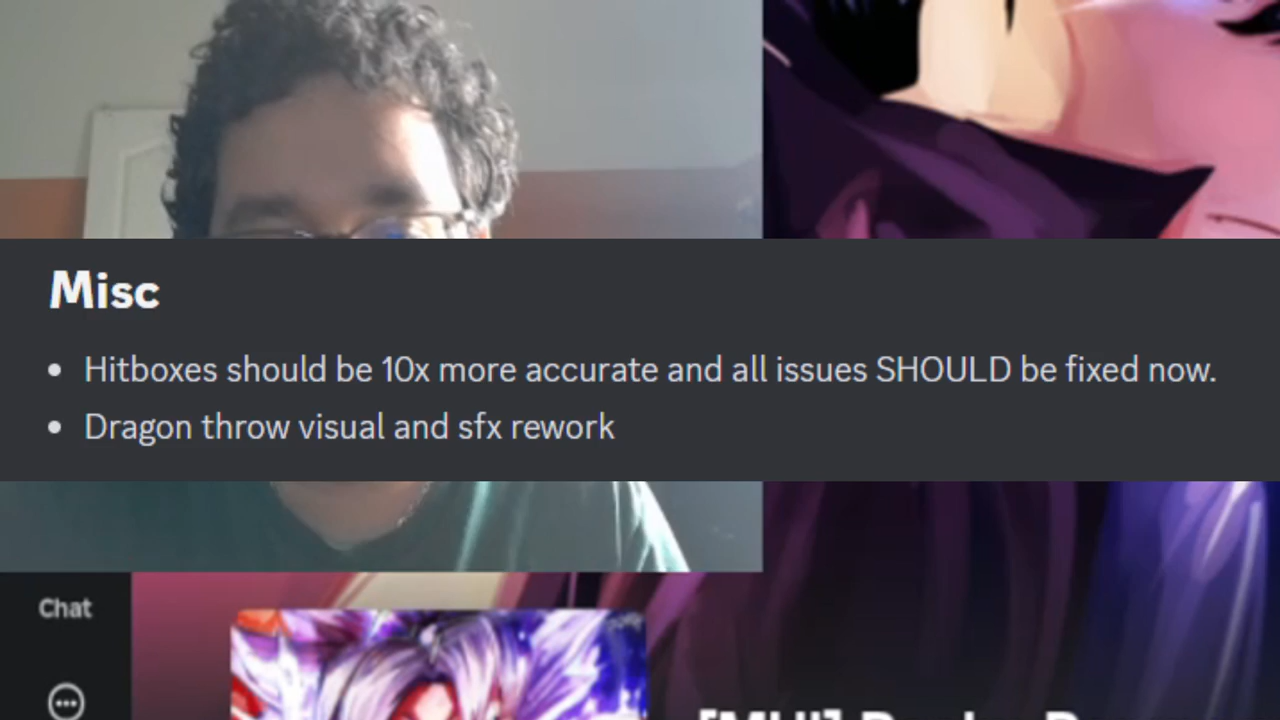 Misc
Hitboxes should be 10x more accurate and all issues SHOULD be fixed now.
Dragon throw visual and sfx rework
Chat